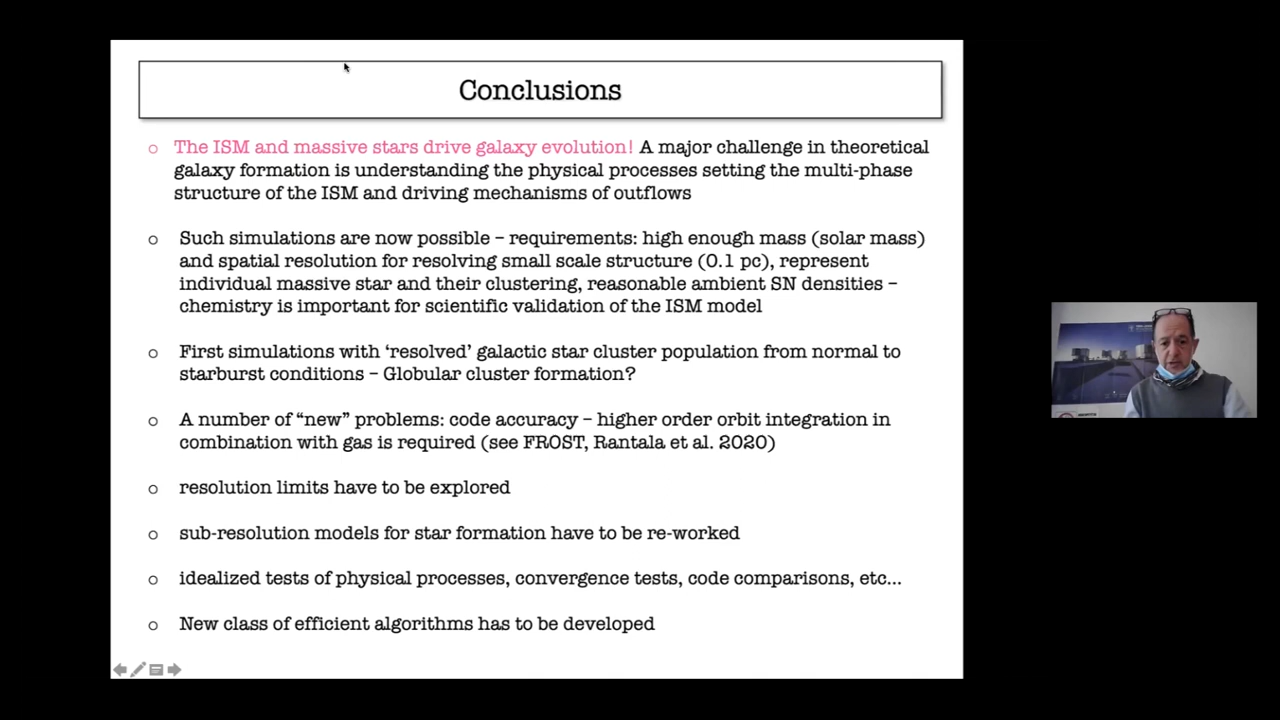 Conclusions
The ISM and massive stars drive galaxy evolution! A major challenge in theoretical
galaxy formation is understanding the physical processes setting the multi-phase
structure of the ISM and driving mechanisms of outflows
Such simulations are now possible – requirements: high enough mass (solar mass)
and spatial resolution for resolving small scale structure (0.1 pc), represent
individual massive star and their clustering, reasonable ambient SN densities –
chemistry is important for scientific validation of the ISM model
First simulations with ‘resolved’ galactic star cluster population from normal to
starburst conditions – Globular cluster formation?
A number of “new” problems: code accuracy – higher order orbit integration in
combination with gas is required (see FROST, Rantala et al. 2020)
resolution limits have to be explored
sub-resolution models for star formation have to be re-worked
idealized tests of physical processes, convergence tests, code comparisons, etc...
New class of efficient algorithms has to be developed